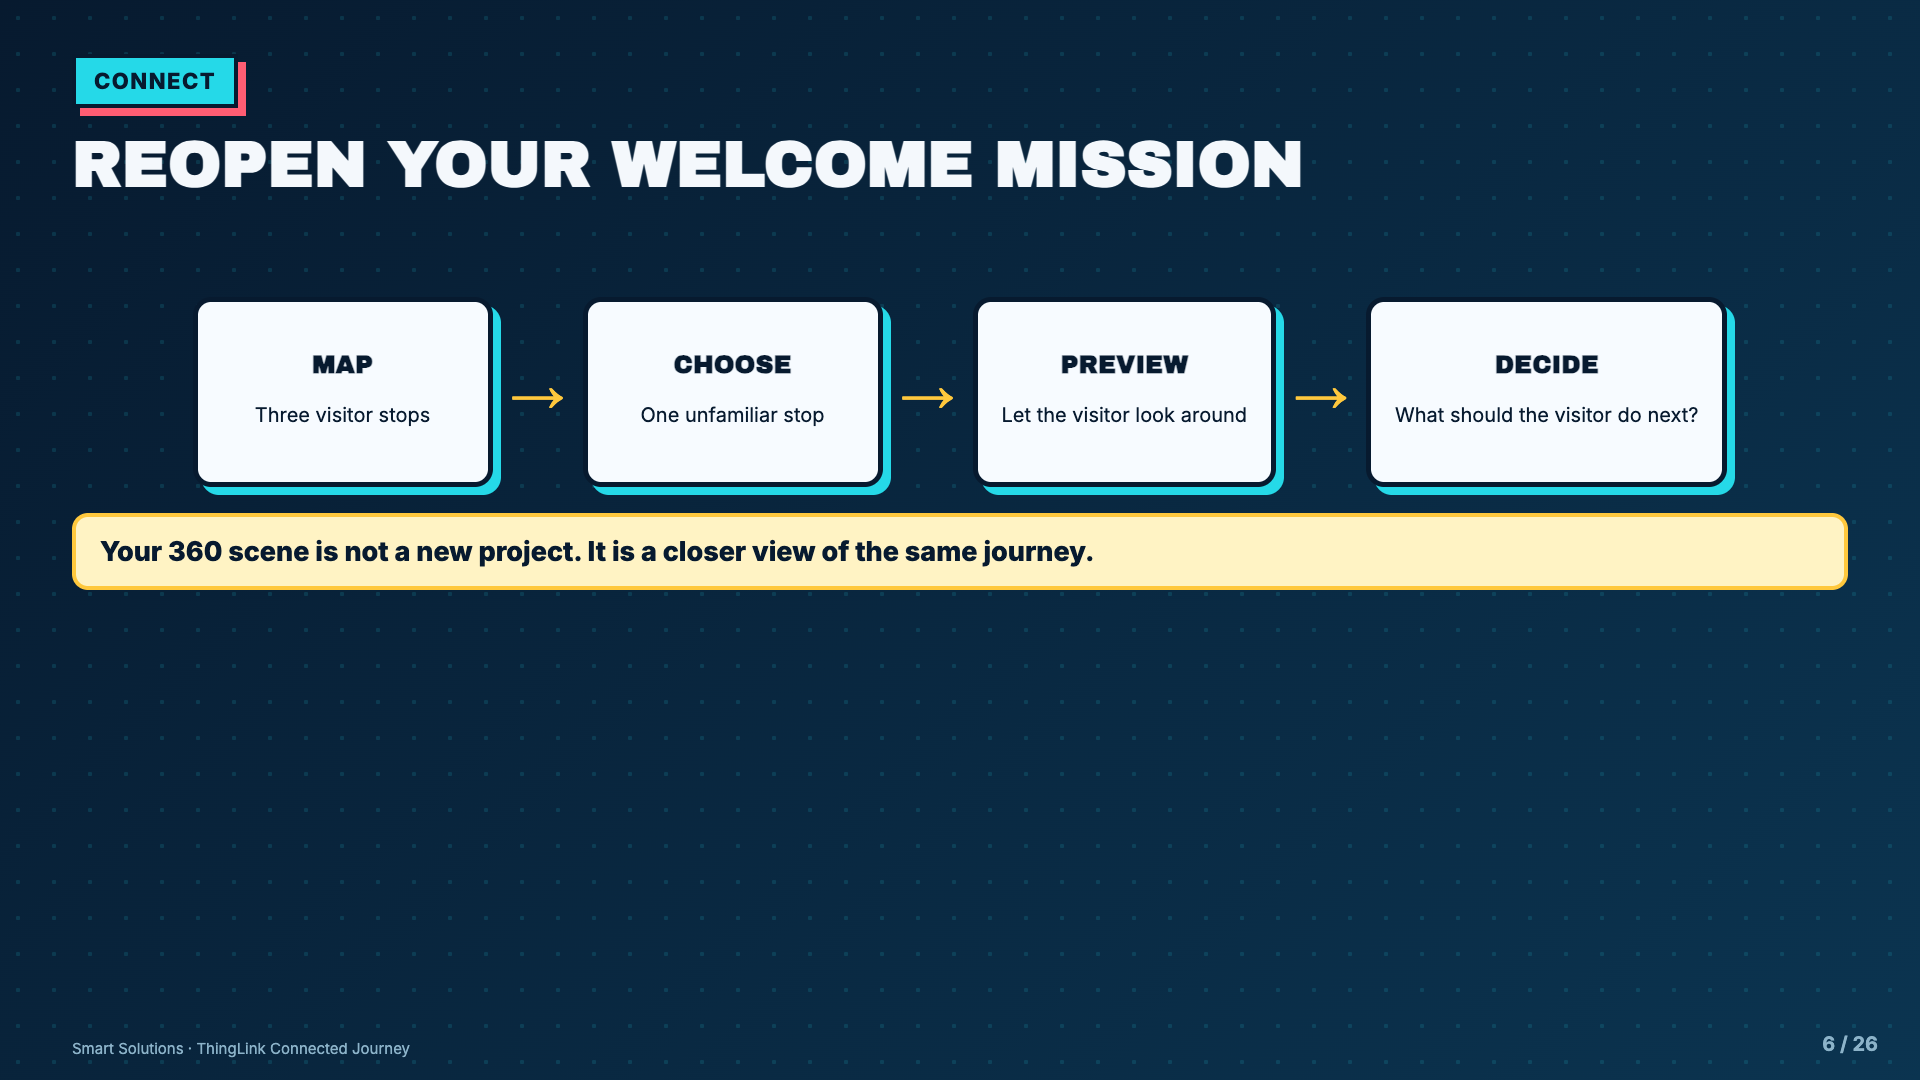 CONNECT
REOPEN YOUR WELCOME MISSION
MAP
Three visitor stops
→
CHOOSE
One unfamiliar stop
→
PREVIEW
Let the visitor look around
→
DECIDE
What should the visitor do next?
Your 360 scene is not a new project. It is a closer view of the same journey.
Smart Solutions · ThingLink Connected Journey
6 / 26